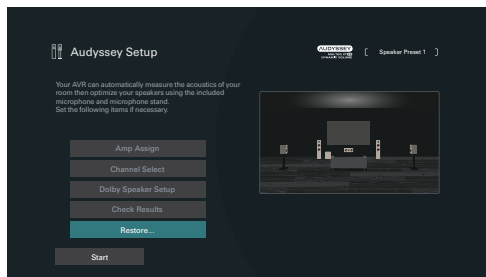 Audyssey Setup
AUDYSSEY
DYNAMIC VOLUME
[ Speaker Preset 1 ]
Your AVR can automatically measure the acoustics of your
room then optimize your speakers using the included
microphone and microphone stand.
Set the following items if necessary.
Amp Assign
Channel Select
Dolby Speaker Setup
Check Results
Restore...
Start